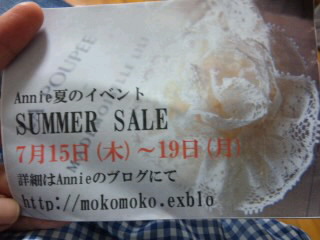 POUPEE
Annie夏のイベント
SUMMER SALE
7月15日(木)～19日(月)
詳細はAnnieのブログにて
http://mokomoko.exblo